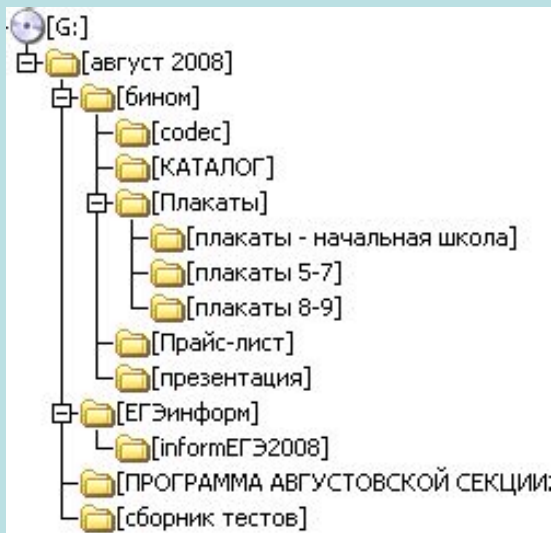 [G:]
[август 2008]
[бином]
[codec]
[КАТАЛОГ]
[Плакаты]
[плакаты - начальная школа]
[плакаты 5-7]
[плакаты 8-9]
[Прайс-лист]
[презентация]
[ЕГЭинформ]
[informЕГЭ2008]
[ПРОГРАММА АВГУСТОВСКОЙ СЕКЦИИ
[сборник тестов]